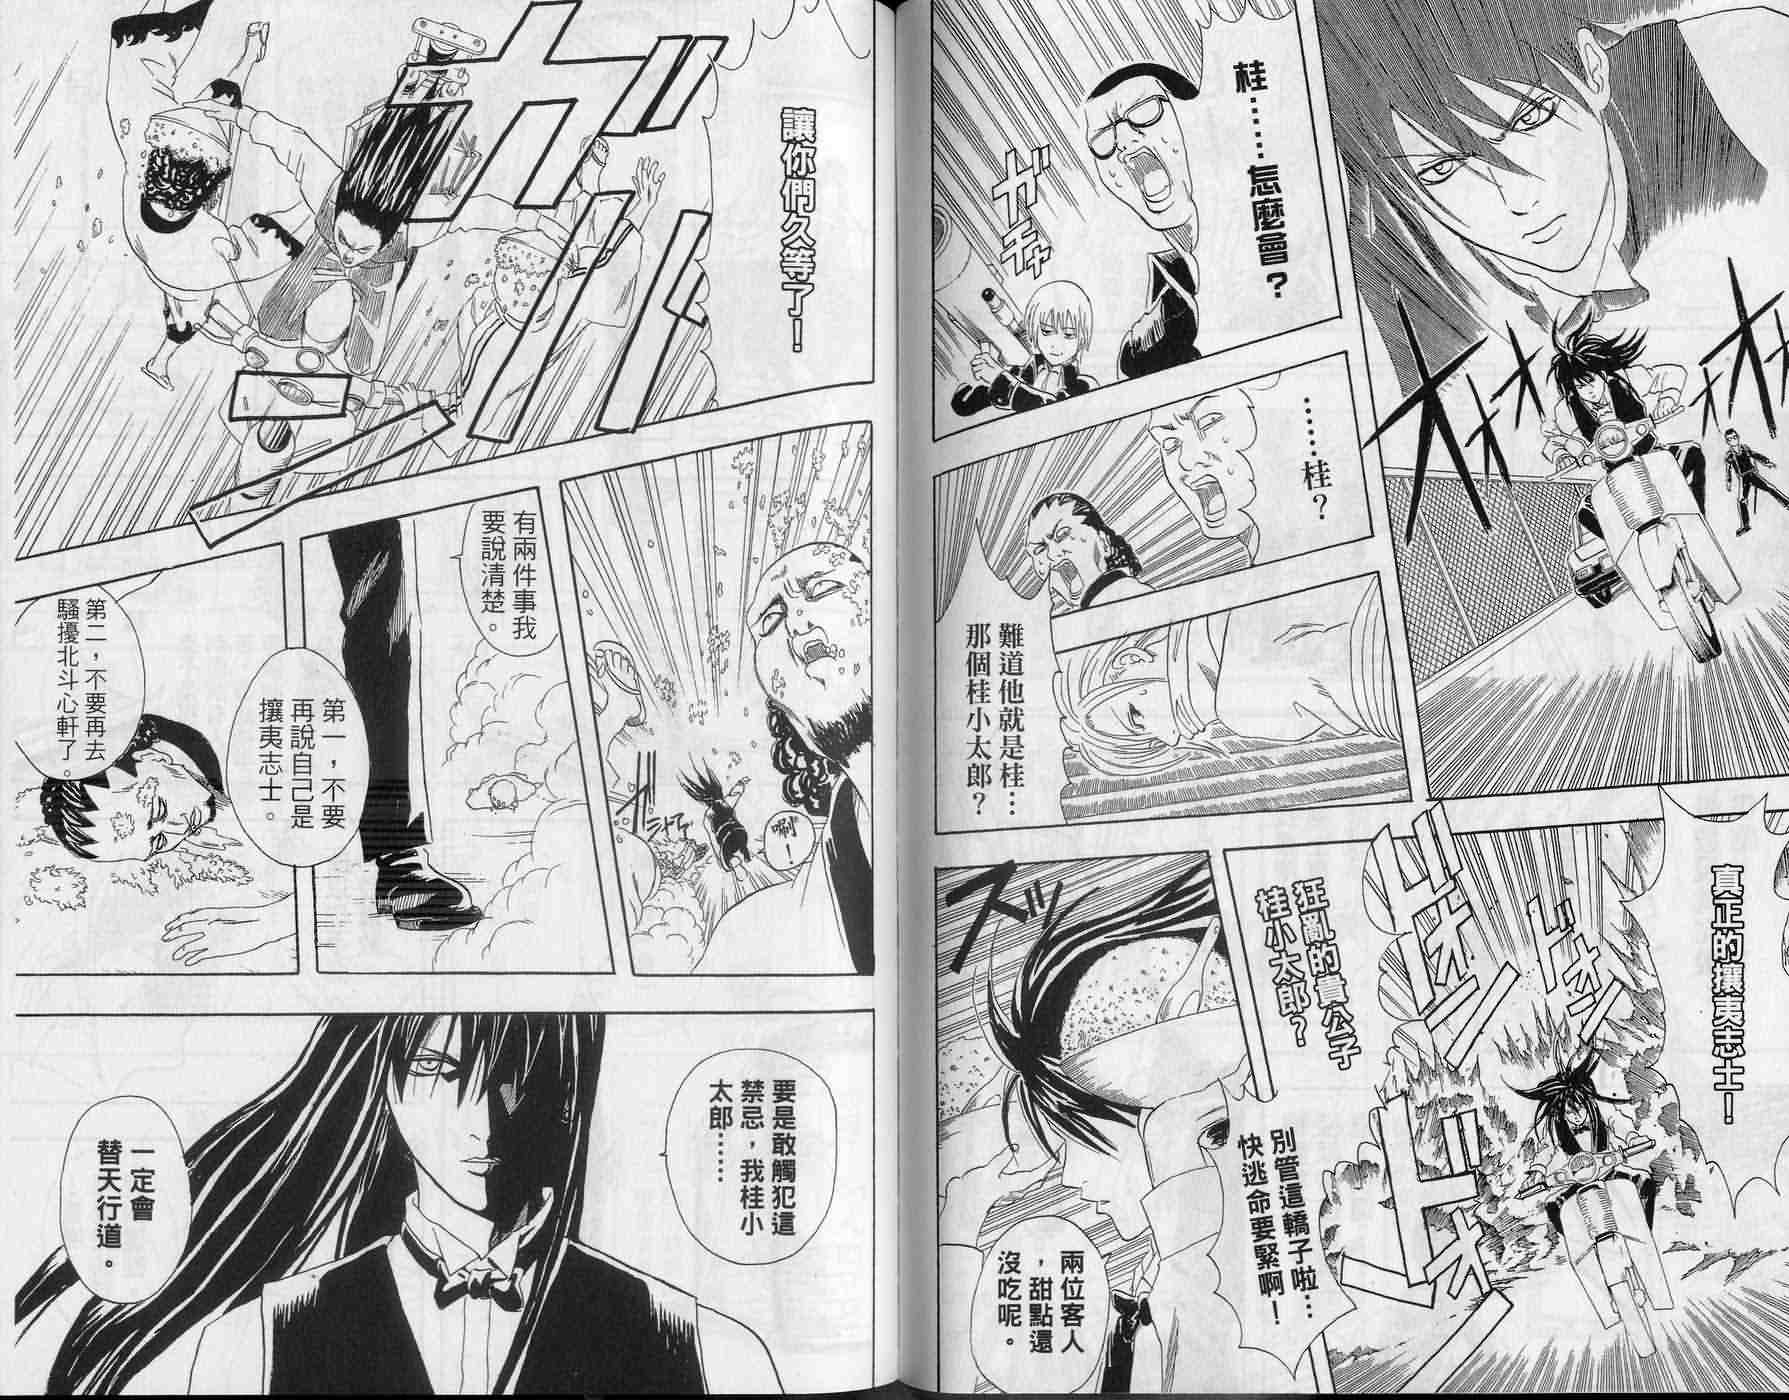 桂……怎麼會？
ガチャ
……桂？
難道他就是桂…
那個桂小太郎？
真正的攘夷志士！
狂亂的貴公子
桂小太郎？
別管這轎子啦…
快逃命要緊啊！
ズッ
兩位客人
，甜點還
沒吃呢。
讓你們久等了！
唰！
有兩件事我
要說清楚。
第一，不要
再說自己是
攘夷志士。
第二，不要再去
騷擾北斗心軒了。
要是敢觸犯這
禁忌，我桂小
太郎……
一定會
替天行道。